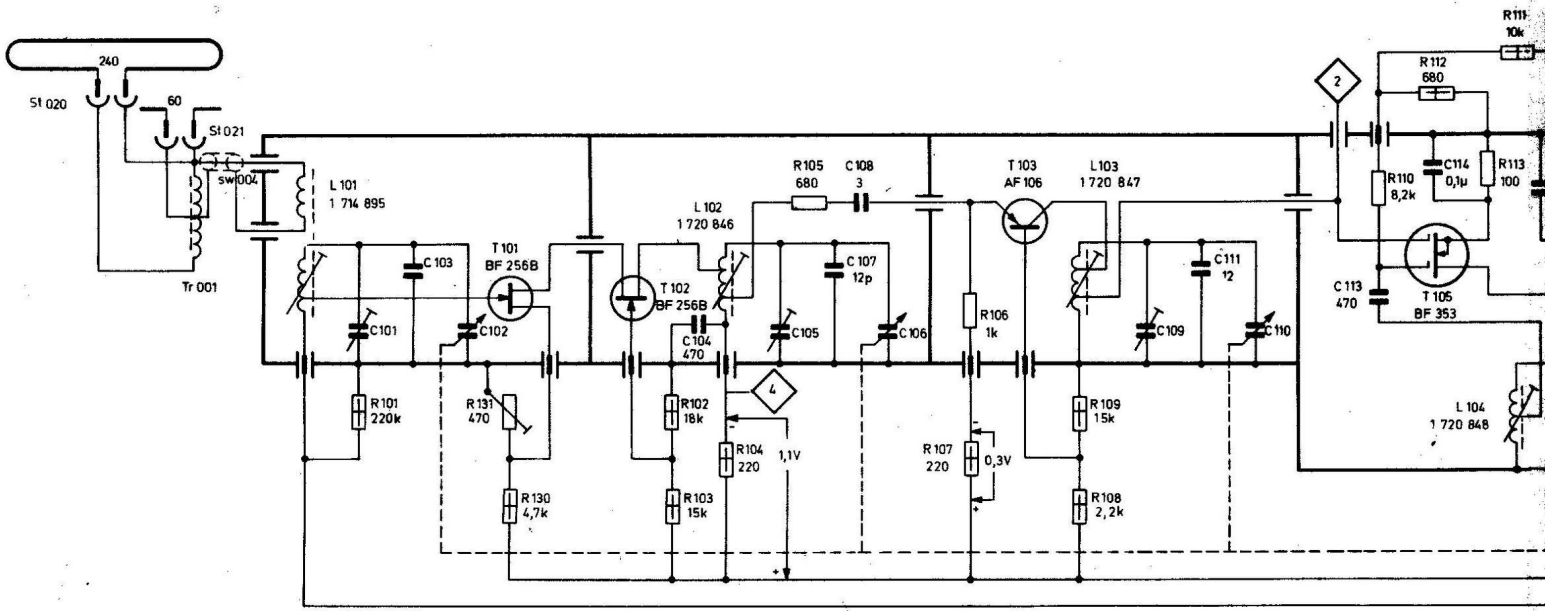 240
St 020
60
St 021
sw 004
Tr 001
L 101
1 714 895
C 103
C101
C102
T 101
BF 256B
R101
220k
R131
470
R130
4,7k
T 102
BF 256B
C104
470
R102
18k
R103
15k
L 102
1 720 846
R105
680
C 108
3
C107
12p
C105
C106
4
-
R104
220
1,1V
+
T 103
AF 106
L103
1 720 847
R106
1k
-
R107
220
0,3V
+
C111
12
C109
C110
R109
15k
R108
2,2k
2
R111
10k
R 112
680
R110
8,2k
C114
0,1µ
R113
100
C 113
470
T 105
BF 353
L 104
1 720 848